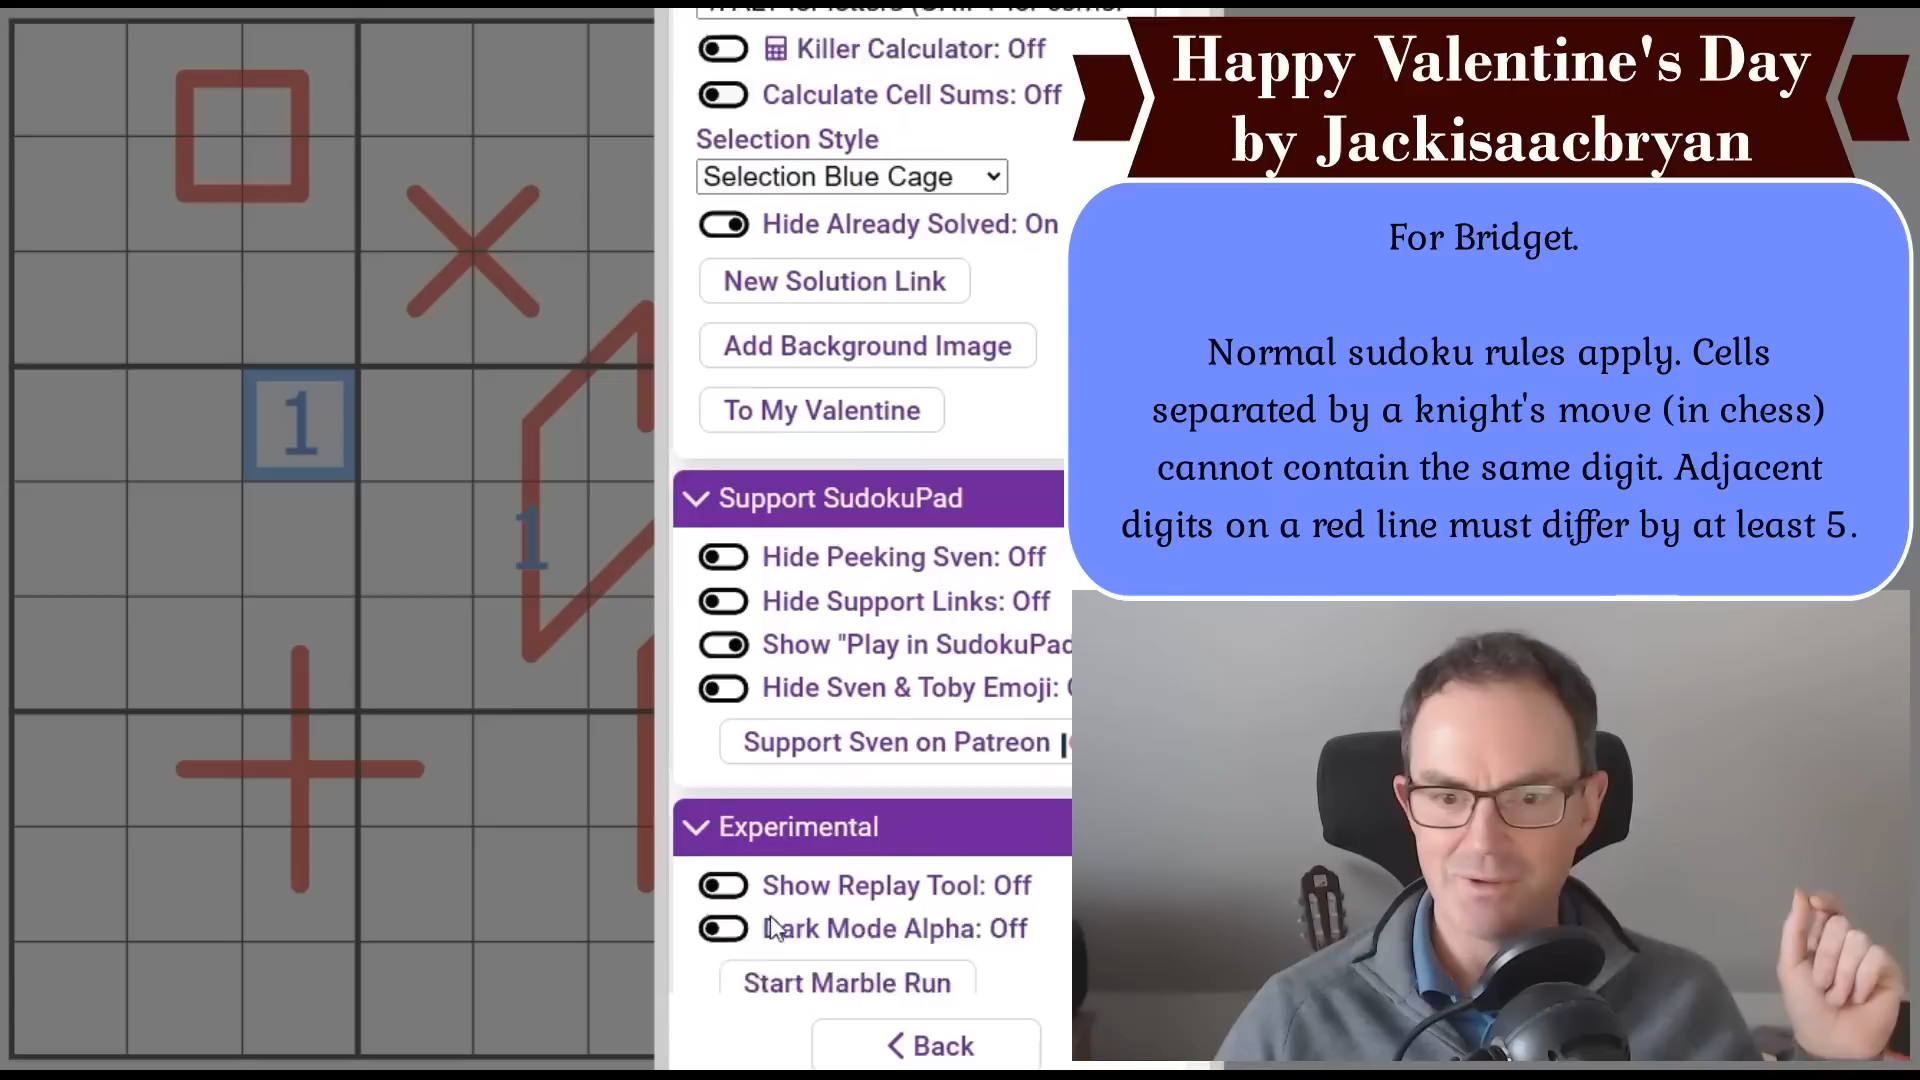 Killer Calculator: Off
Calculate Cell Sums: Off
Selection Style
Selection Blue Cage
Hide Already Solved: On
New Solution Link
Add Background Image
To My Valentine
Support SudokuPad
Hide Peeking Sven: Off
Hide Support Links: Off
Show "Play in SudokuPad
Hide Sven & Toby Emoji:
Support Sven on Patreon
Experimental
Show Replay Tool: Off
Dark Mode Alpha: Off
Start Marble Run
Back
1
1
Happy Valentine's Day
by Jackisaacbryan
For Bridget.
Normal sudoku rules apply. Cells
separated by a knight's move (in chess)
cannot contain the same digit. Adjacent
digits on a red line must differ by at least 5.